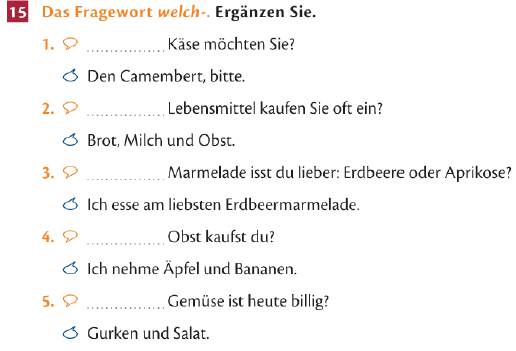 15 Das Fragewort welch-. Ergänzen Sie.
1. ................ Käse möchten Sie?
Den Camembert, bitte.
2. ................ Lebensmittel kaufen Sie oft ein?
Brot, Milch und Obst.
3. ................ Marmelade isst du lieber: Erdbeere oder Aprikose?
Ich esse am liebsten Erdbeermarmelade.
4. ................ Obst kaufst du?
Ich nehme Äpfel und Bananen.
5. ................ Gemüse ist heute billig?
Gurken und Salat.